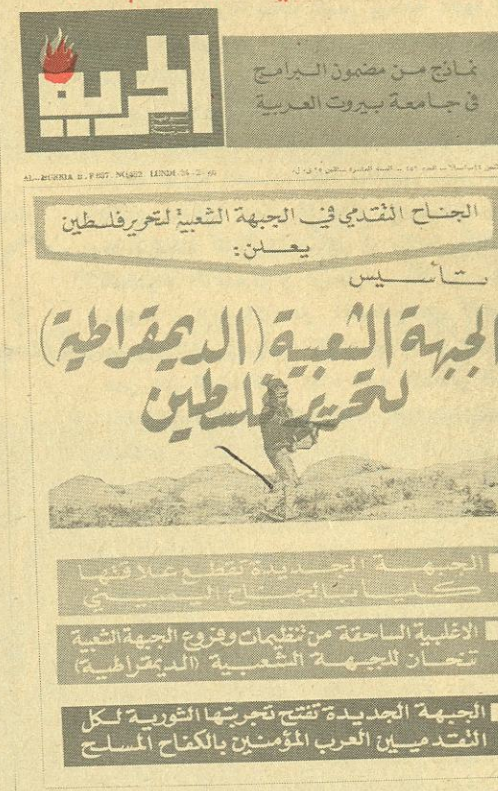 الحرية
نماذج من مضمون البرامج
في جامعة بيروت العربية
الجناح التقدمي في الجبهة الشعبية لتحرير فلسطين
يعلن:
تأسيس
الجبهة الشعبية (الديمقراطية)
لتحرير فلسطين
الجبهة الجديدة تقطع علاقتها
كليا بالجناح اليميني
الاغلبية الساحقة من تنظيمات وفروع الجبهة الشعبية
تنحاز للجبهة الشعبية (الديمقراطية)
الجبهة الجديدة تفتح تجربتها الثورية لكل
التقدميين العرب المؤمنين بالكفاح المسلح